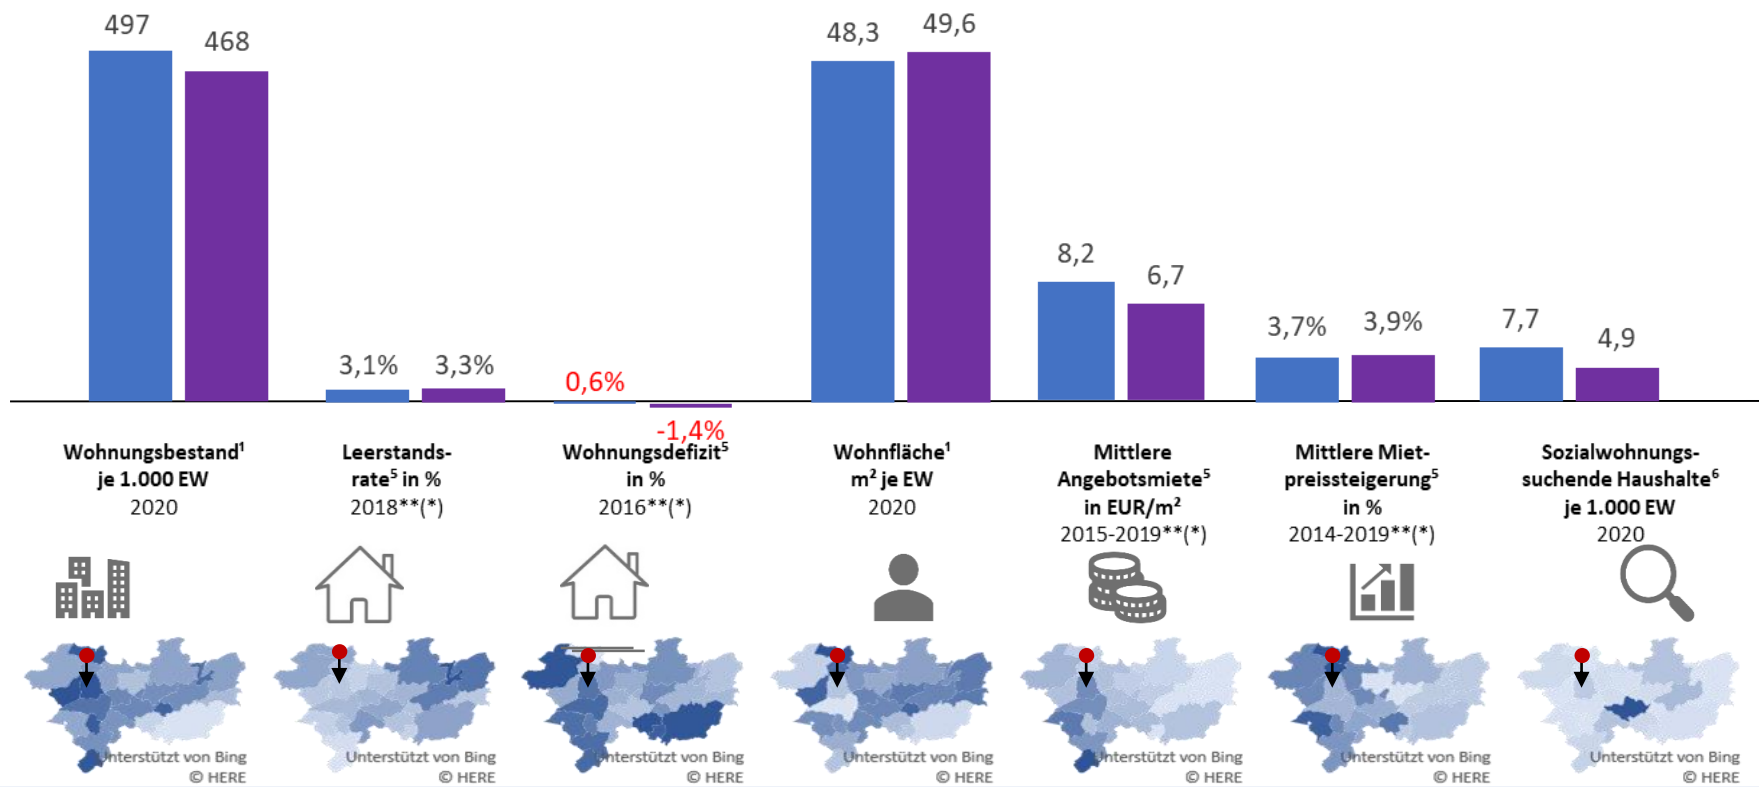 497
468
3,1%
3,3%
0,6%
-1,4%
48,3
49,6
8,2
6,7
3,7%
3,9%
7,7
4,9
Wohnungsbestand¹
je 1.000 EW
2020
Leerstands-
rate⁵ in %
2018**(*)
Wohnungsdefizit⁵
in %
2016**(*)
Wohnfläche¹
m² je EW
2020
Mittlere
Angebotsmiete⁵
in EUR/m²
2015-2019**(*)
Mittlere Miet-
preissteigerung⁵
in %
2014-2019**(*)
Sozialwohnungs-
suchende Haushalte⁶
je 1.000 EW
2020
Unterstützt von Bing
© HERE
Unterstützt von Bing
© HERE
Unterstützt von Bing
© HERE
Unterstützt von Bing
© HERE
Unterstützt von Bing
© HERE
Unterstützt von Bing
© HERE
Unterstützt von Bing
© HERE